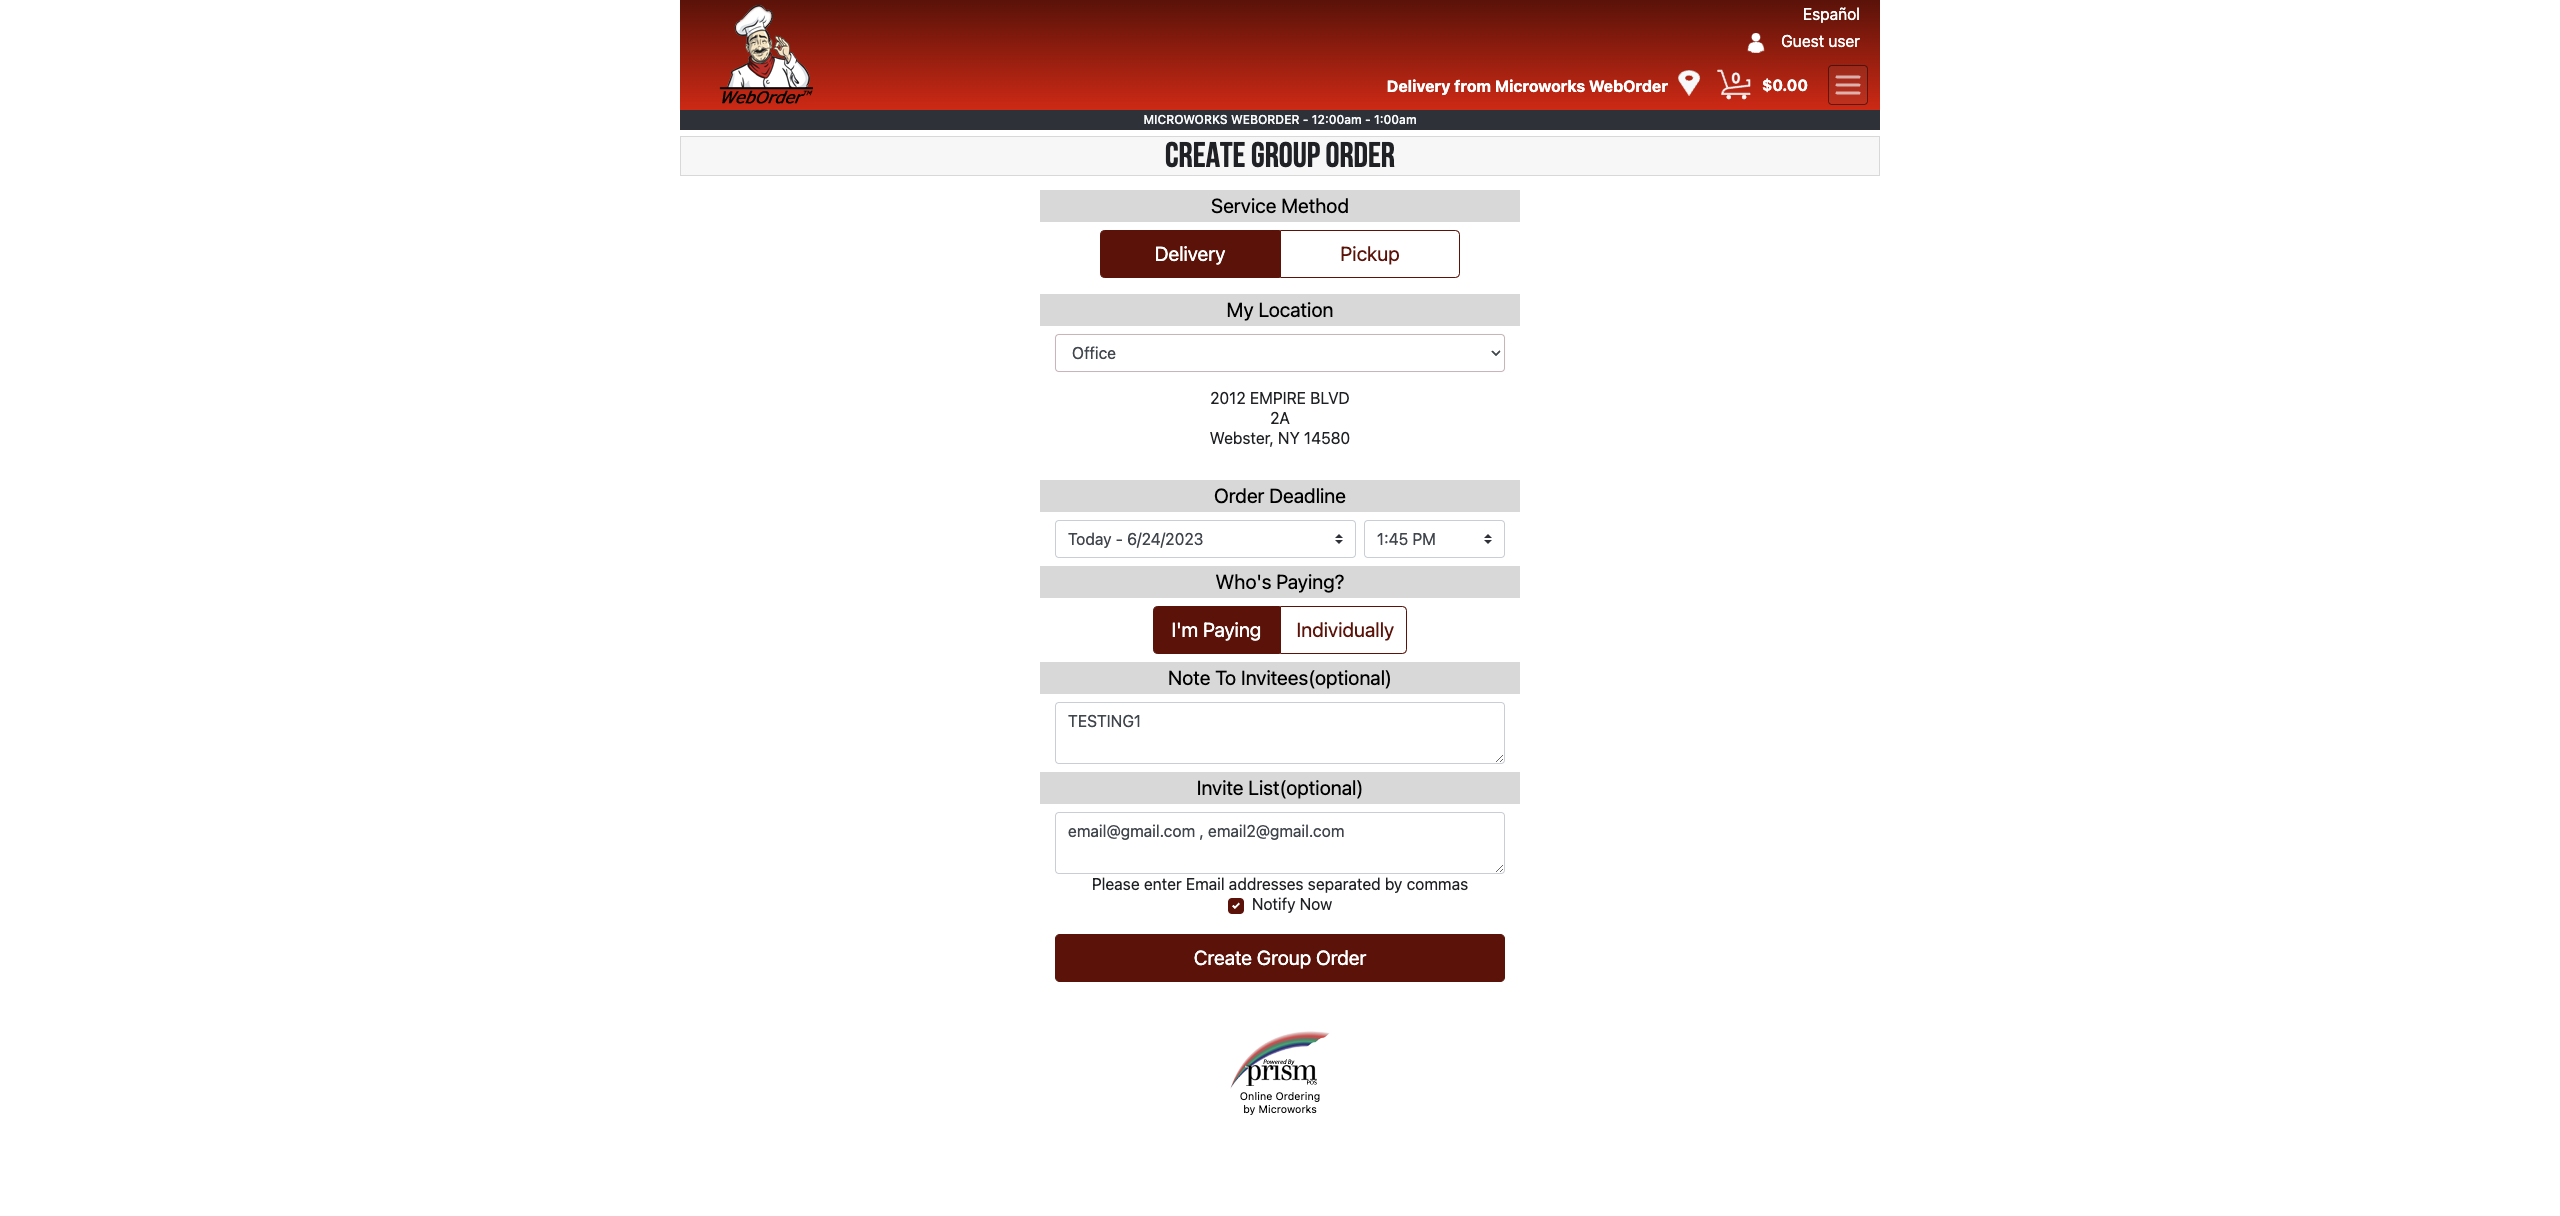 Español
Guest user
Delivery from Microworks WebOrder 0 $0.00
WebOrder™
MICROWORKS WEBORDER - 12:00am - 1:00am
CREATE GROUP ORDER
Service Method
Delivery Pickup
My Location
Office
2012 EMPIRE BLVD
2A
Webster, NY 14580
Order Deadline
Today - 6/24/2023 1:45 PM
Who's Paying?
I'm Paying Individually
Note To Invitees(optional)
TESTING1
Invite List(optional)
email@gmail.com , email2@gmail.com
Please enter Email addresses separated by commas
Notify Now
Create Group Order
Powered By
prism
POS
Online Ordering
by Microworks